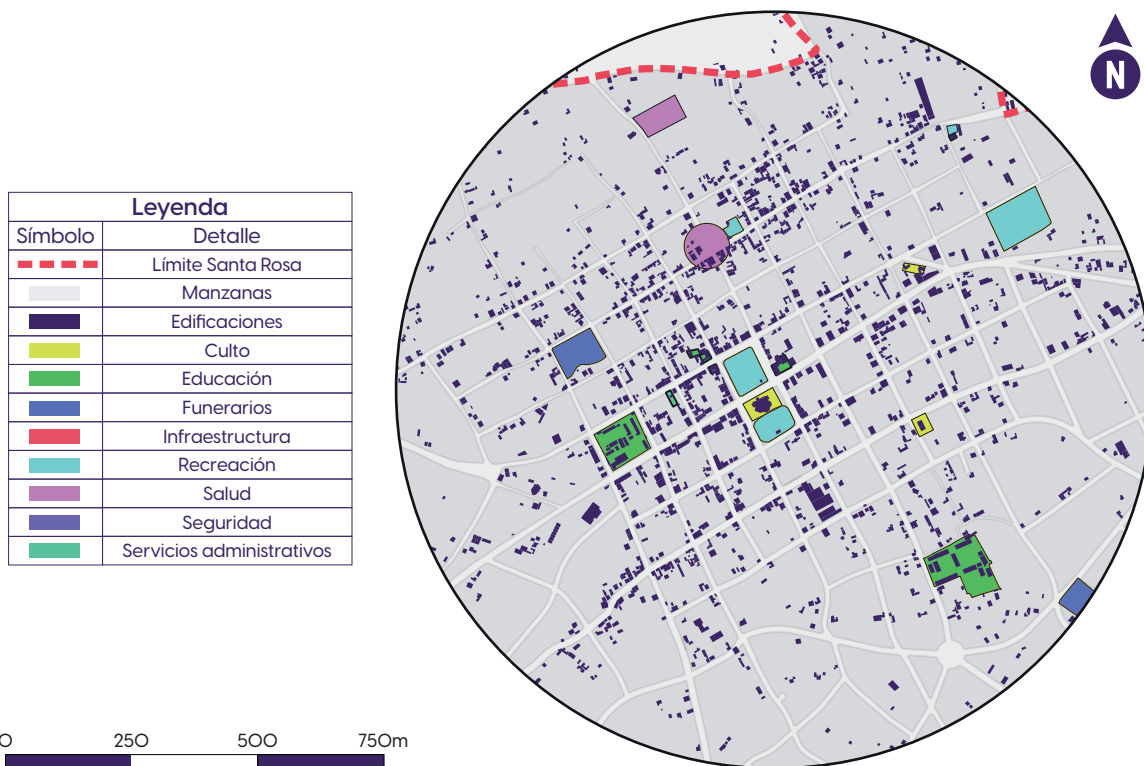 N
Leyenda
Símbolo Detalle
Límite Santa Rosa
Manzanas
Edificaciones
Culto
Educación
Funerarios
Infraestructura
Recreación
Salud
Seguridad
Servicios administrativos
0 250 500 750m